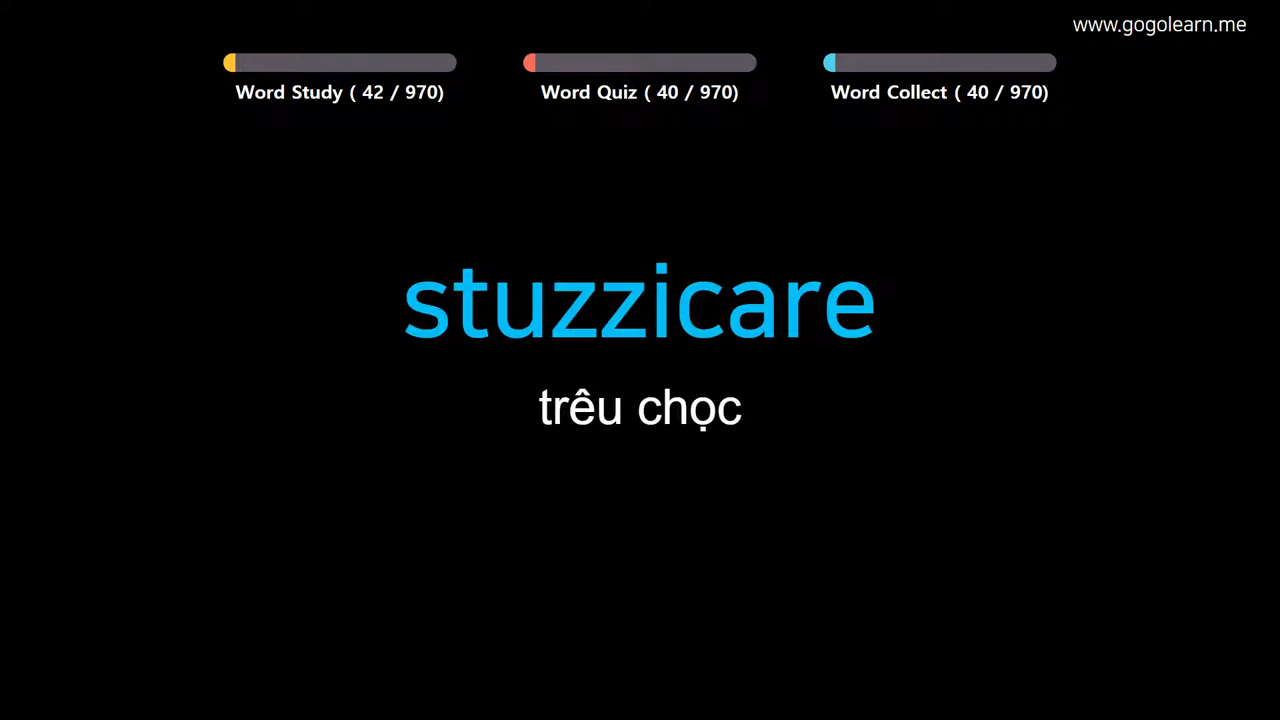 www.gogolearn.me
Word Study ( 42 / 970)
Word Quiz ( 40 / 970)
Word Collect ( 40 / 970)
stuzzicare
trêu chọc